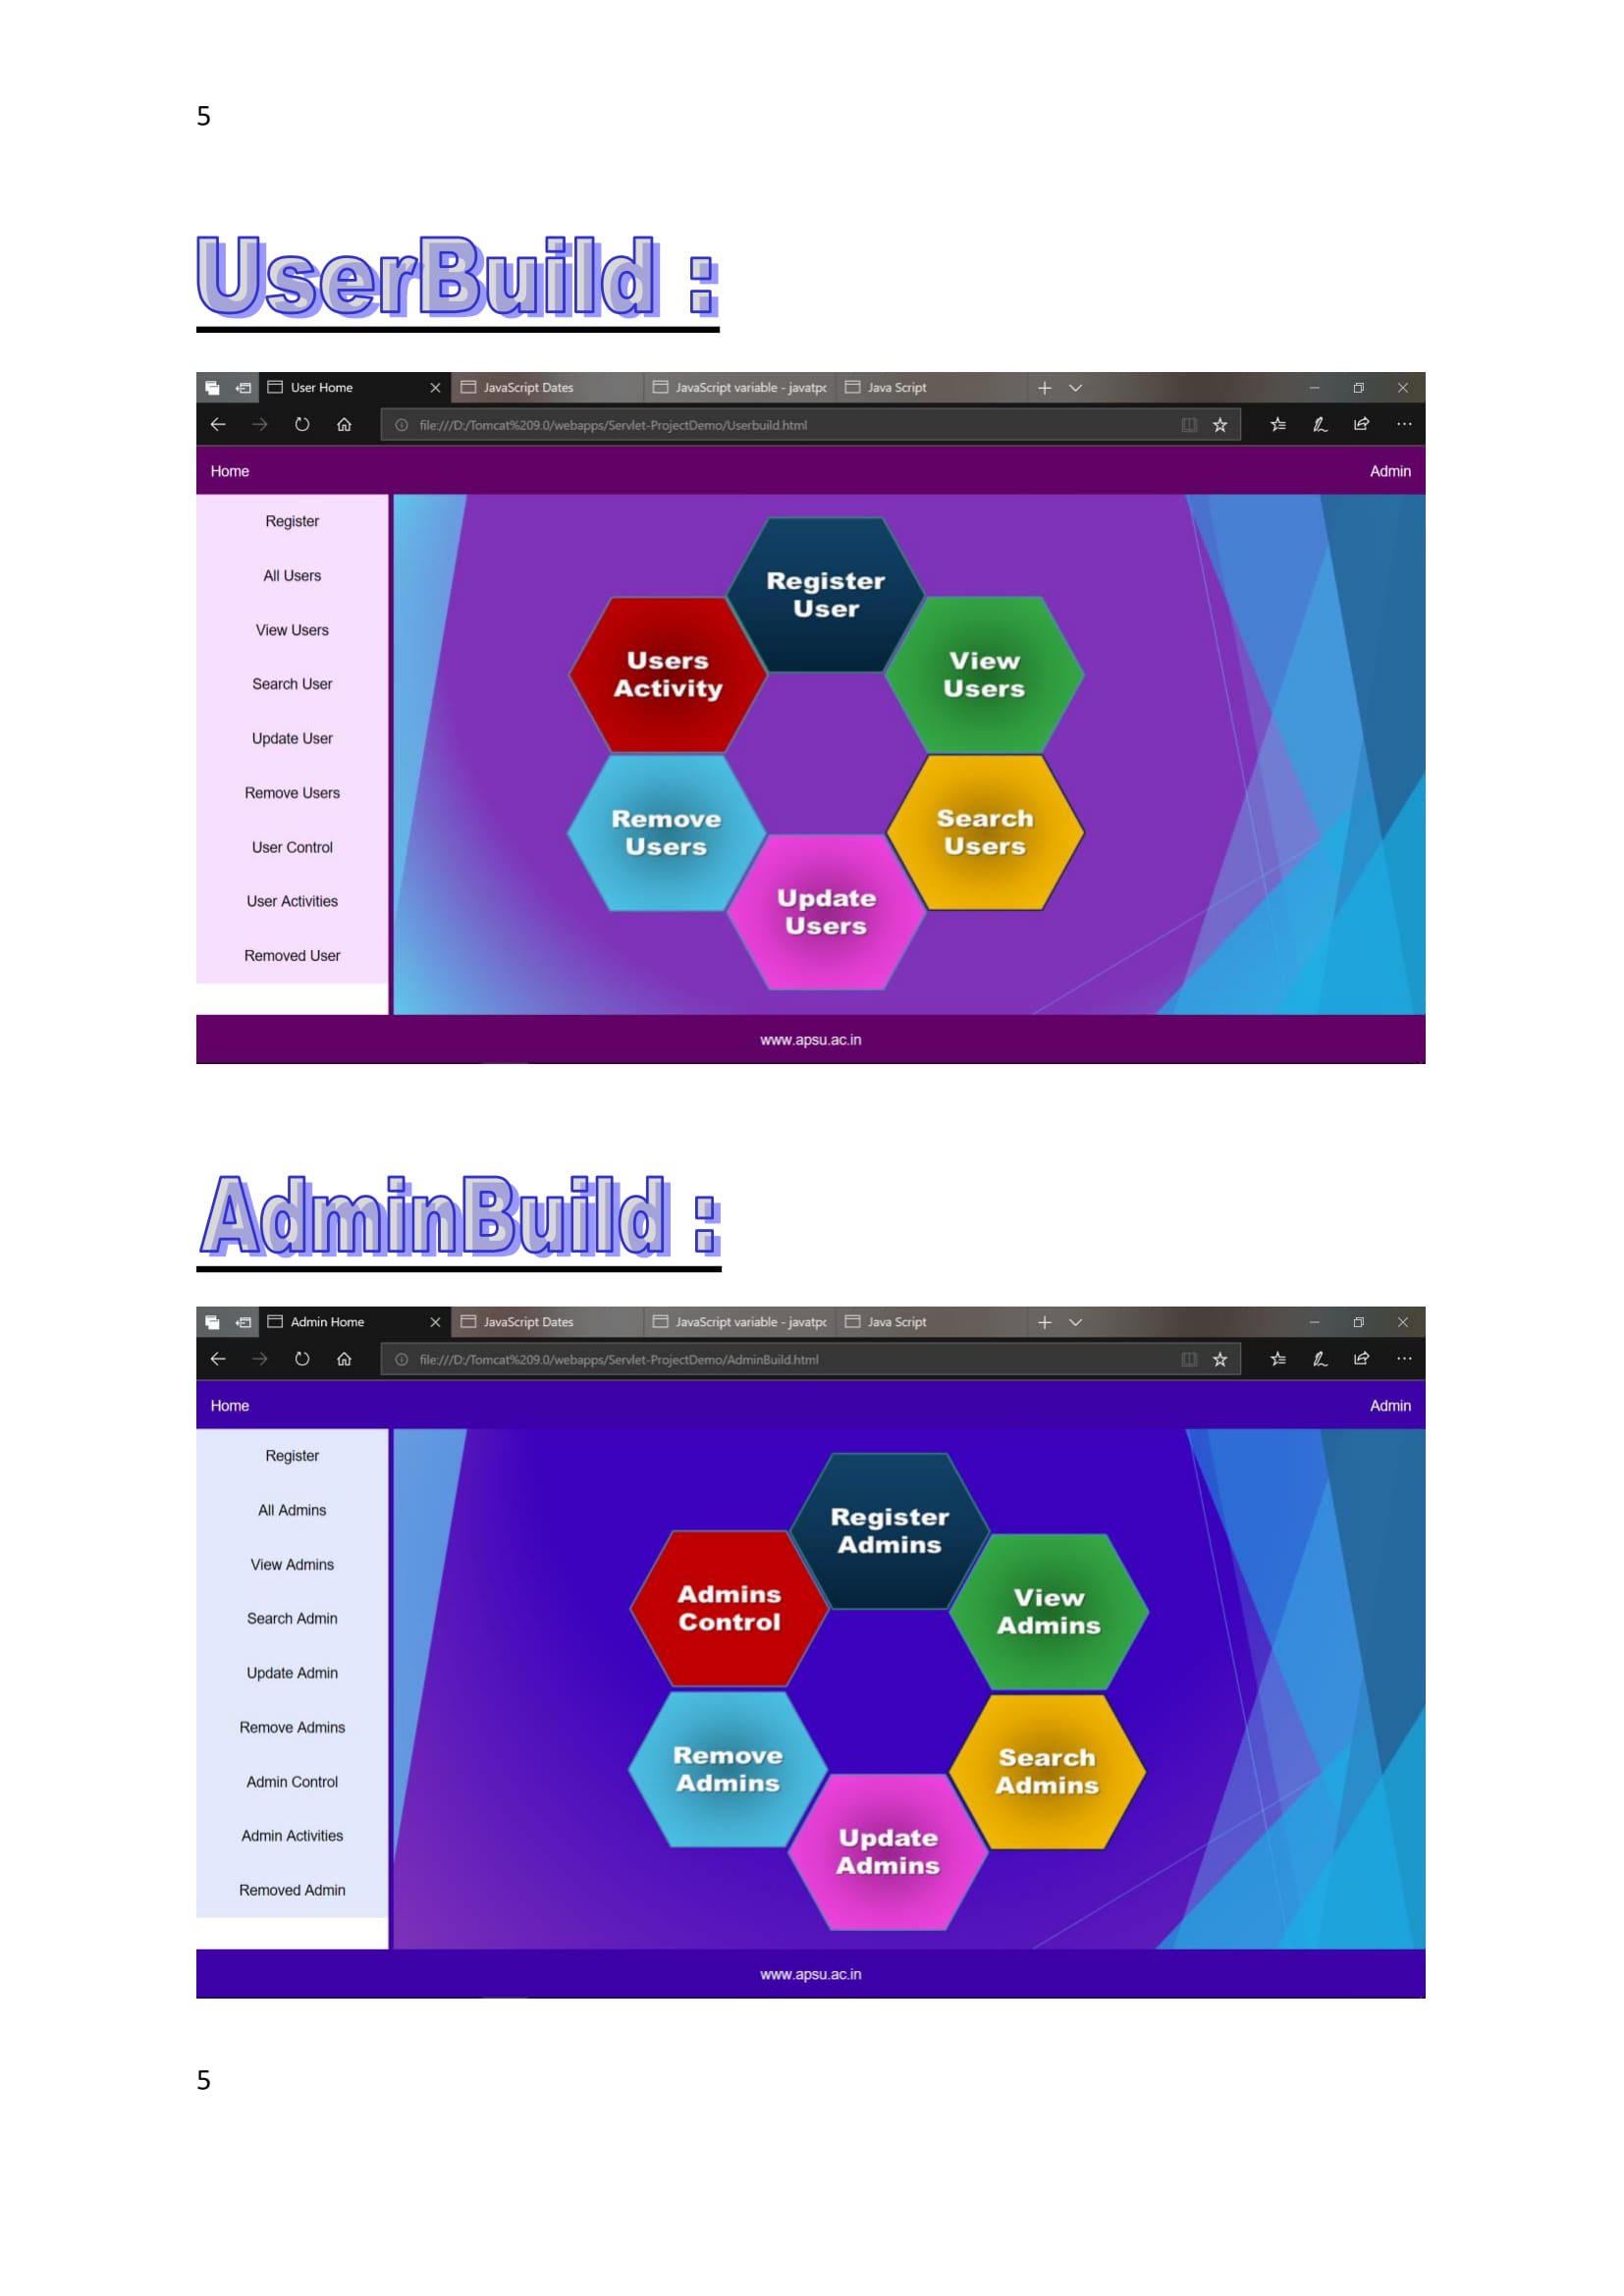 5
UserBuild :
User Home
JavaScript Dates
JavaScript variable - javatpc
Java Script
file:///D:/Tomcat%209.0/webapps/Servlet-ProjectDemo/Userbuild.html
Home
Admin
Register
All Users
View Users
Search User
Update User
Remove Users
User Control
User Activities
Removed User
Register
User
Users
Activity
View
Users
Remove
Users
Search
Users
Update
Users
www.apsu.ac.in
AdminBuild :
Admin Home
JavaScript Dates
JavaScript variable - javatpc
Java Script
file:///D:/Tomcat%209.0/webapps/Servlet-ProjectDemo/AdminBuild.html
Home
Admin
Register
All Admins
View Admins
Search Admin
Update Admin
Remove Admins
Admin Control
Admin Activities
Removed Admin
Register
Admins
Admins
Control
View
Admins
Remove
Admins
Search
Admins
Update
Admins
www.apsu.ac.in
5